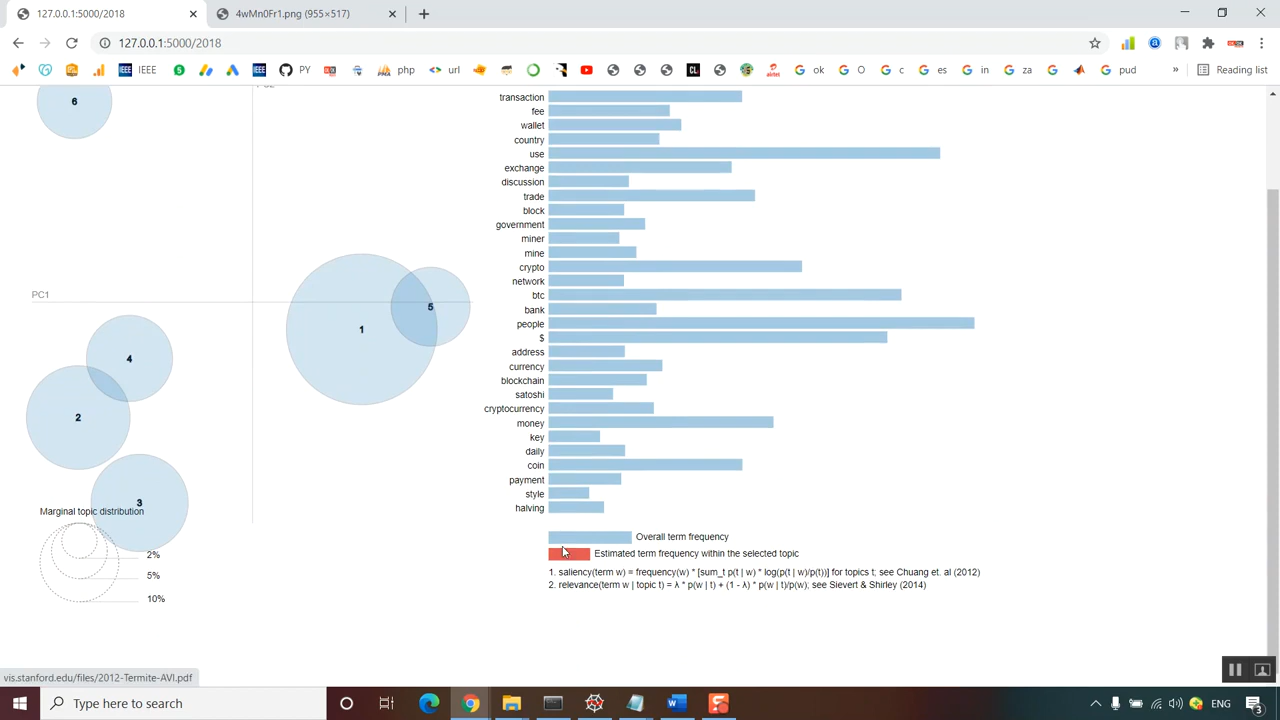 127.0.0.1:5000/2018
4wMn0Fr1.png (955×517)
127.0.0.1:5000/2018
IEEE
IEEE
PY
php
url
ok
O
c
es
in
za
pud
»
Reading list
6
PC1
1
5
4
2
3
Marginal topic distribution
2%
5%
10%
transaction
fee
wallet
country
use
exchange
discussion
trade
block
government
miner
mine
crypto
network
btc
bank
people
$
address
currency
blockchain
satoshi
cryptocurrency
money
key
daily
coin
payment
style
halving
Overall term frequency
Estimated term frequency within the selected topic
1. saliency(term w) = frequency(w) * [sum_t p(t | w) * log(p(t | w)/p(t))] for topics t; see Chuang et. al (2012)
2. relevance(term w | topic t) = λ * p(w | t) + (1 - λ) * p(w | t)/p(w); see Sievert & Shirley (2014)
vis.stanford.edu/files/2012-Termite-AVI.pdf
Type here to search
ENG
3